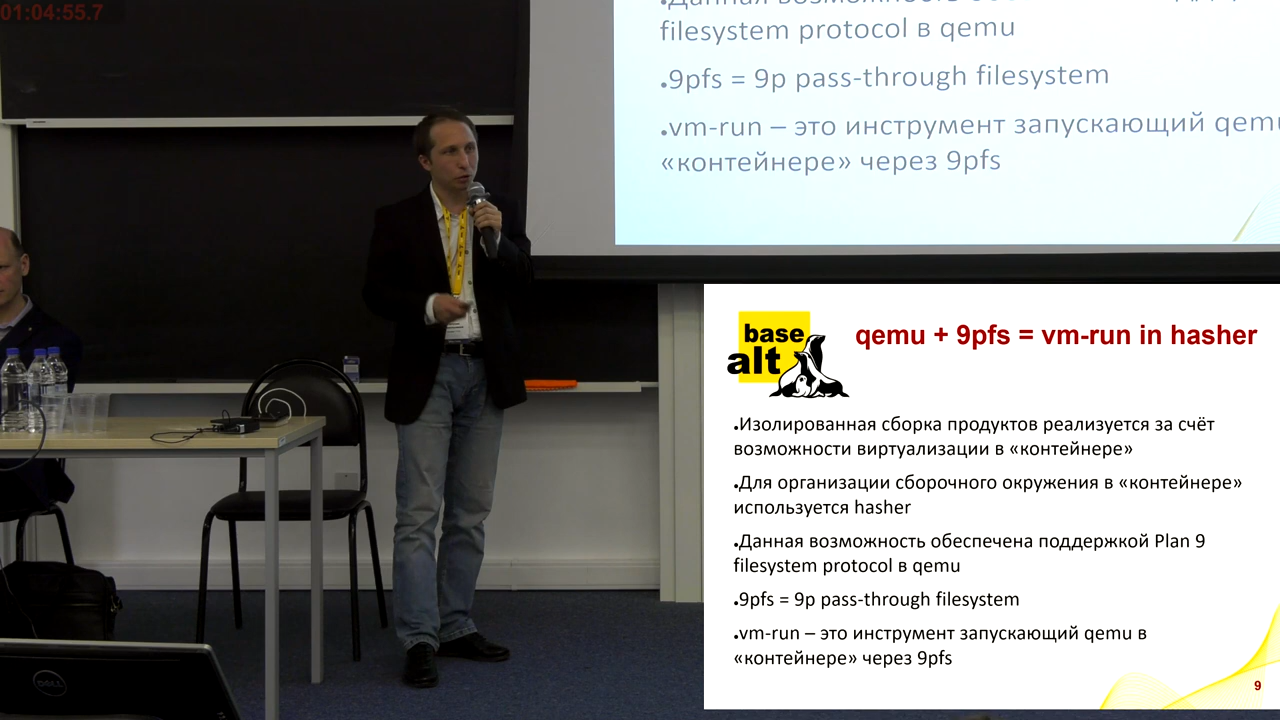 01:04:55.7
filesystem protocol в qemu
•9pfs = 9p pass-through filesystem
•vm-run – это инструмент запускающий
«контейнере» через 9pfs
base
alt
qemu + 9pfs = vm-run in hasher
•Изолированная сборка продуктов реализуется за счёт
возможности виртуализации в «контейнере»
•Для организации сборочного окружения в «контейнере»
используется hasher
•Данная возможность обеспечена поддержкой Plan 9
filesystem protocol в qemu
•9pfs = 9p pass-through filesystem
•vm-run – это инструмент запускающий qemu в
«контейнере» через 9pfs
9
DELL